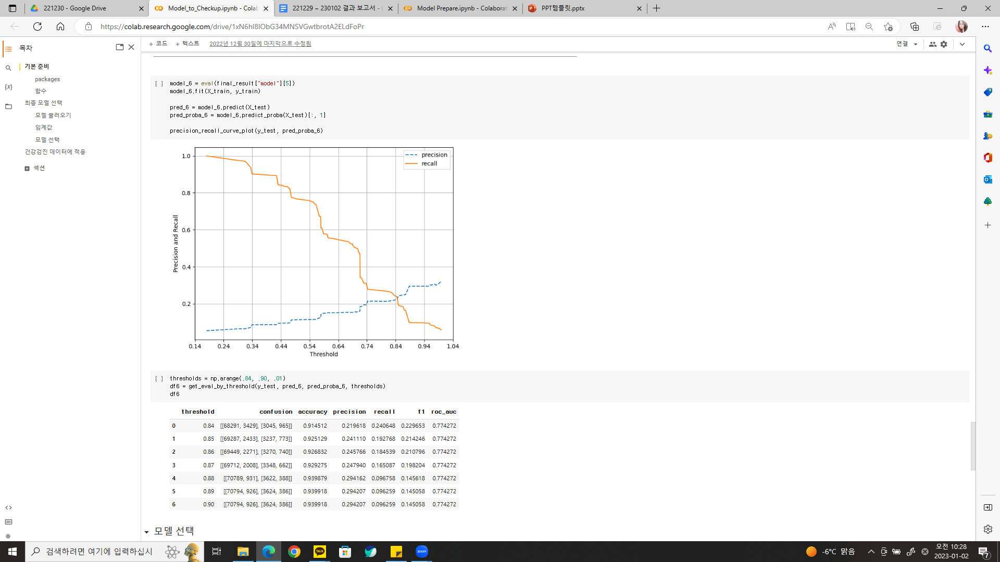 221230 - Google Drive
Model_to_Checkup.ipynb - Colab
221229 ~ 230102 결과 보고서 - G
Model Prepare.ipynb - Colaborat
PPT템플릿.pptx
https://colab.research.google.com/drive/1xN6hl8IObG34MNSVGwtbrotA2ELdFoPr
목차
+ 코드 + 텍스트 2022년 12월 30일에 마지막으로 수정됨
연결
기본 준비
packages
함수
최종 모델 선택
모델 불러오기
임계값
모델 선택
건강검진 데이터에 적용
섹션
{x}
[ ] model_6 = eval(final_result["model"][5])
model_6.fit(X_train, y_train)
pred_6 = model_6.predict(X_test)
pred_proba_6 = model_6.predict_proba(X_test)[:, 1]
precision_recall_curve_plot(y_test, pred_proba_6)
precision
recall
1.0
0.8
0.6
0.4
0.2
Precision and Recall
0.14 0.24 0.34 0.44 0.54 0.64 0.74 0.84 0.94 1.04
Threshold
[ ] thresholds = np.arange(.84, .90, .01)
df6 = get_eval_by_threshold(y_test, pred_6, pred_proba_6, thresholds)
df6
threshold confusion accuracy precision recall f1 roc_auc
0 0.84 [[68291, 3429], [3045, 965]] 0.914512 0.219618 0.240648 0.229653 0.774272
1 0.85 [[69287, 2433], [3237, 773]] 0.925129 0.241110 0.192768 0.214246 0.774272
2 0.86 [[69449, 2271], [3270, 740]] 0.926832 0.245766 0.184539 0.210796 0.774272
3 0.87 [[69712, 2008], [3348, 662]] 0.929275 0.247940 0.165087 0.198204 0.774272
4 0.88 [[70789, 931], [3622, 388]] 0.939879 0.294162 0.096758 0.145618 0.774272
5 0.89 [[70794, 926], [3624, 386]] 0.939918 0.294207 0.096259 0.145058 0.774272
6 0.90 [[70794, 926], [3624, 386]] 0.939918 0.294207 0.096259 0.145058 0.774272
모델 선택
검색하려면 여기에 입력하십시
TALK
zoom
-6°C 맑음
오전 10:28
2023-01-02
7